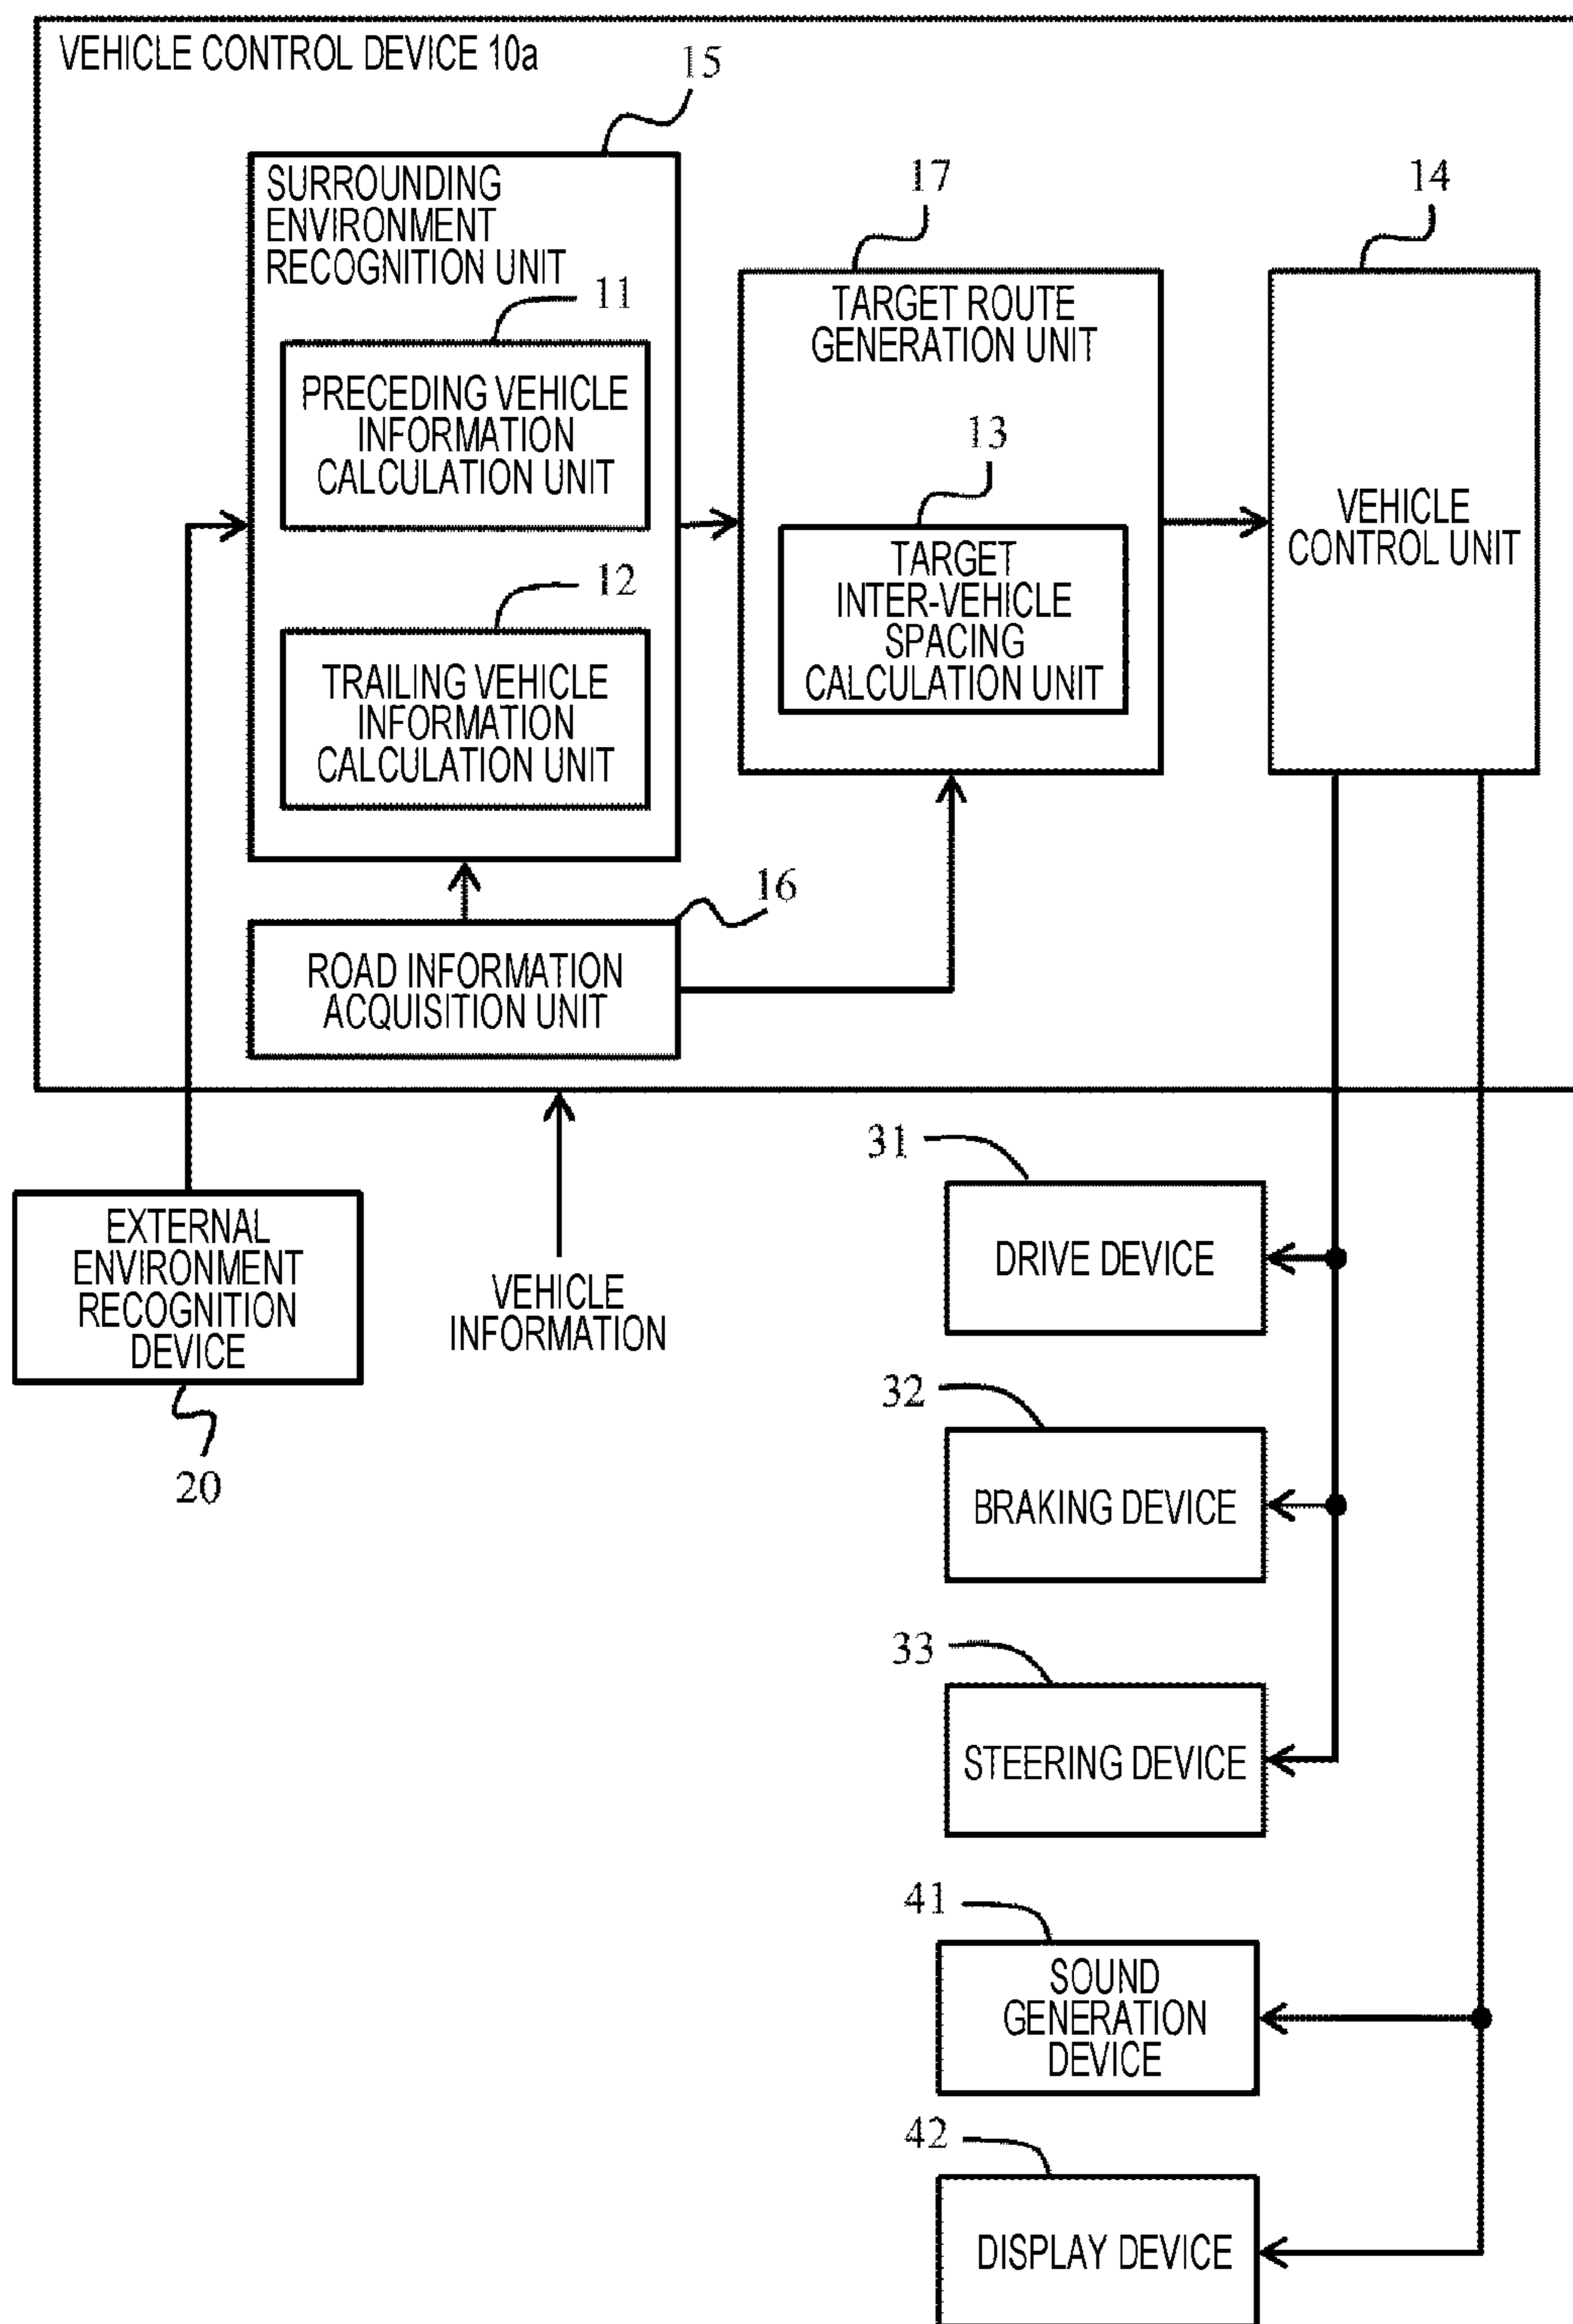 VEHICLE CONTROL DEVICE 10a
15
SURROUNDING
ENVIRONMENT
RECOGNITION UNIT
11
PRECEDING VEHICLE
INFORMATION
CALCULATION UNIT
12
TRAILING VEHICLE
INFORMATION
CALCULATION UNIT
17
TARGET ROUTE
GENERATION UNIT
13
TARGET
INTER-VEHICLE
SPACING
CALCULATION UNIT
14
VEHICLE
CONTROL UNIT
16
ROAD INFORMATION
ACQUISITION UNIT
EXTERNAL
ENVIRONMENT
RECOGNITION
DEVICE
20
VEHICLE
INFORMATION
31
DRIVE DEVICE
32
BRAKING DEVICE
33
STEERING DEVICE
41
SOUND
GENERATION
DEVICE
42
DISPLAY DEVICE